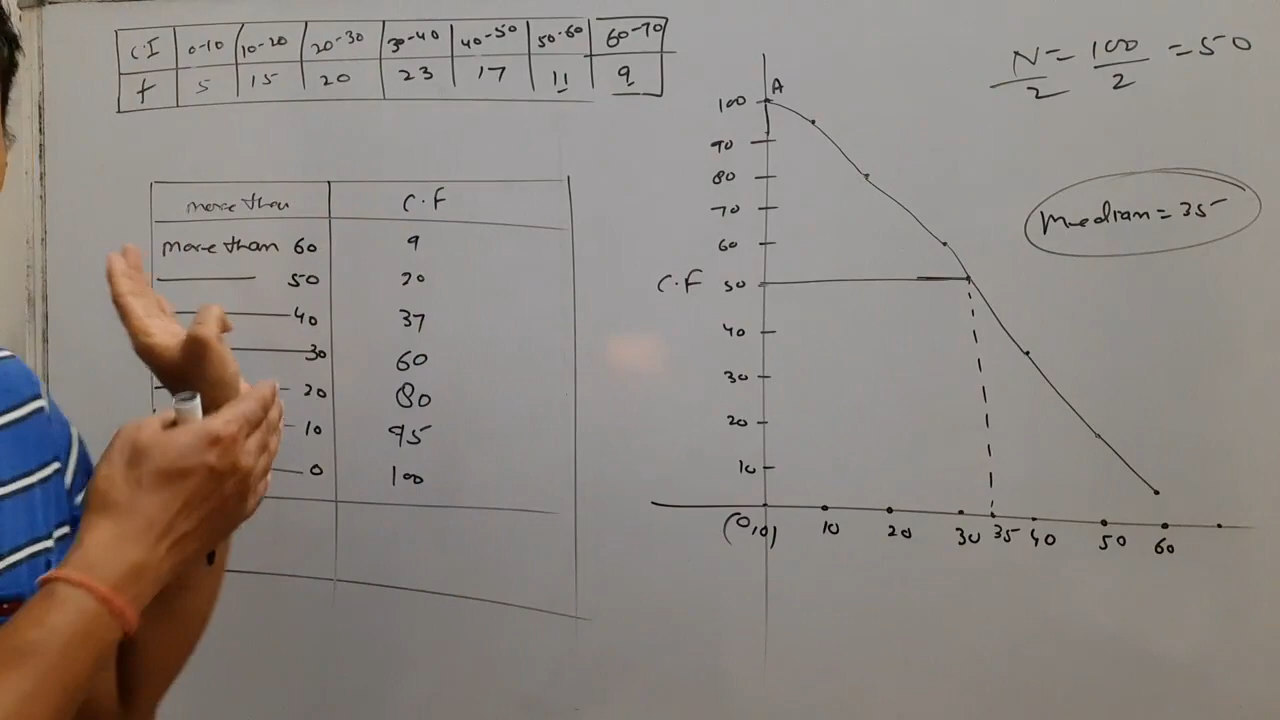 C.I 0-10 10-20 20-30 30-40 40-50 50-60 60-70
f 5 15 20 23 17 11 9
more than C.F
more than 60 9
50 20
40 37
30 60
20 80
10 95
0 100
A
100
90
80
70
60
C.F 50
40
30
20
10
(0,0) 10 20 30 35 40 50 60
N/2 = 100/2 = 50
Median = 35